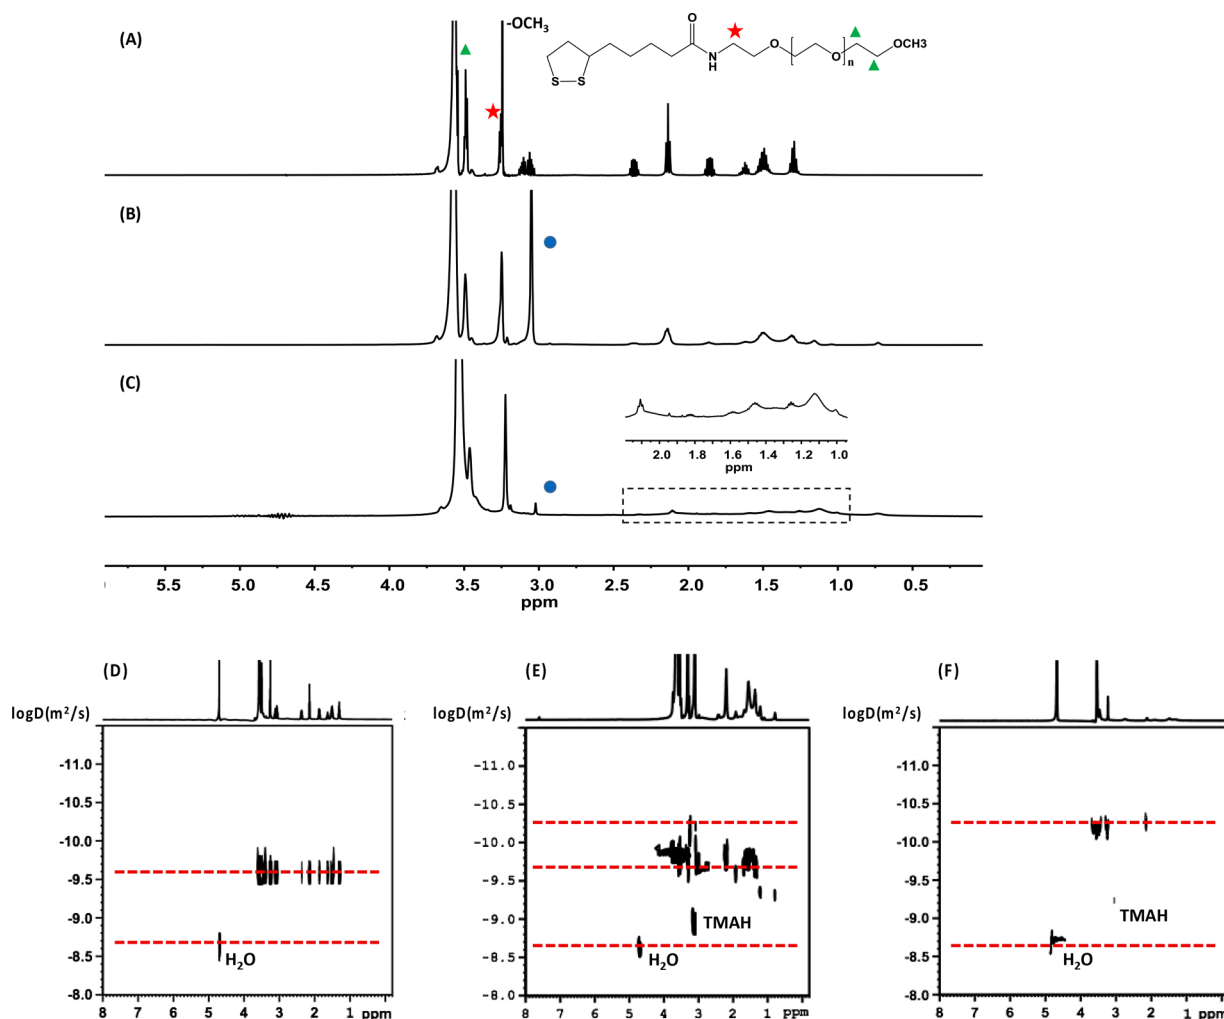 (A)
-OCH3
O
N
H
O
O
n
OCH3
S
S
(B)
(C)
2.0 1.8 1.6 1.4 1.2 1.0
ppm
5.5 5.0 4.5 4.0 3.5 3.0 2.5 2.0 1.5 1.0 0.5
ppm
(D)
logD(m²/s)
-11.0
-10.5
-10.0
-9.5
-9.0
-8.5
-8.0
H2O
8 7 6 5 4 3 2 1 ppm
(E)
logD(m²/s)
-11.0
-10.5
-10.0
-9.5
-9.0
-8.5
-8.0
TMAH
H2O
8 7 6 5 4 3 2 1 ppm
(F)
logD(m²/s)
-11.0
-10.5
-10.0
-9.5
-9.0
-8.5
-8.0
TMAH
H2O
8 7 6 5 4 3 2 1 ppm